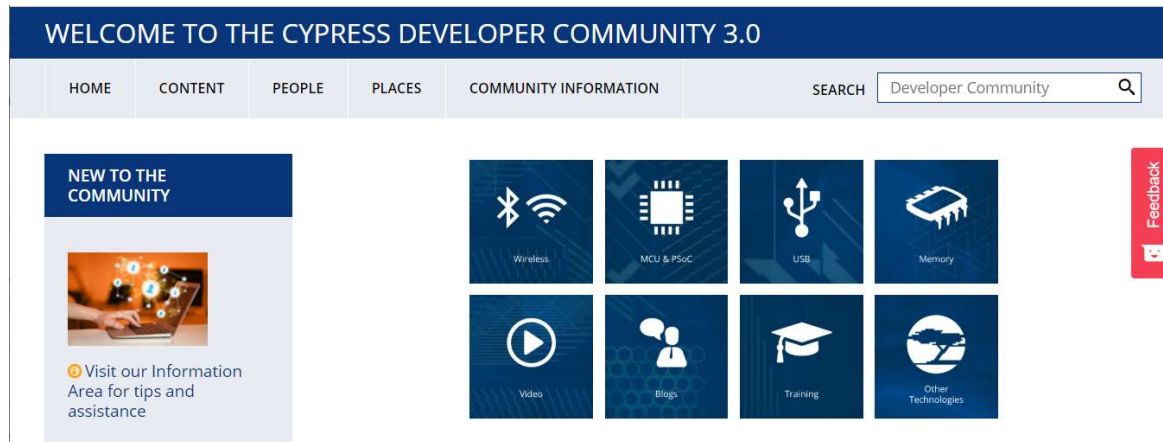 WELCOME TO THE CYPRESS DEVELOPER COMMUNITY 3.0
HOME CONTENT PEOPLE PLACES COMMUNITY INFORMATION SEARCH Developer Community
NEW TO THE
COMMUNITY
Visit our Information
Area for tips and
assistance
Wireless MCU & PSoC USB Memory
Video Blogs Training Other
Technologies
Feedback